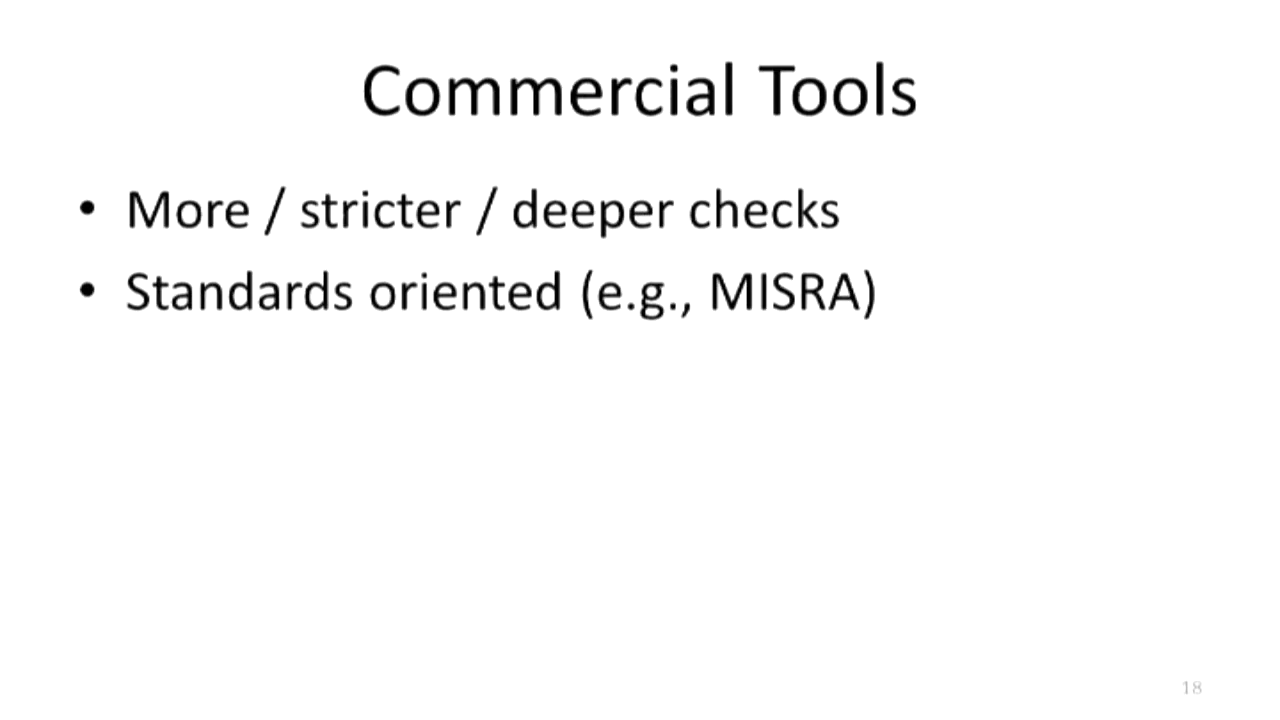 Commercial Tools
• More / stricter / deeper checks
• Standards oriented (e.g., MISRA)
18